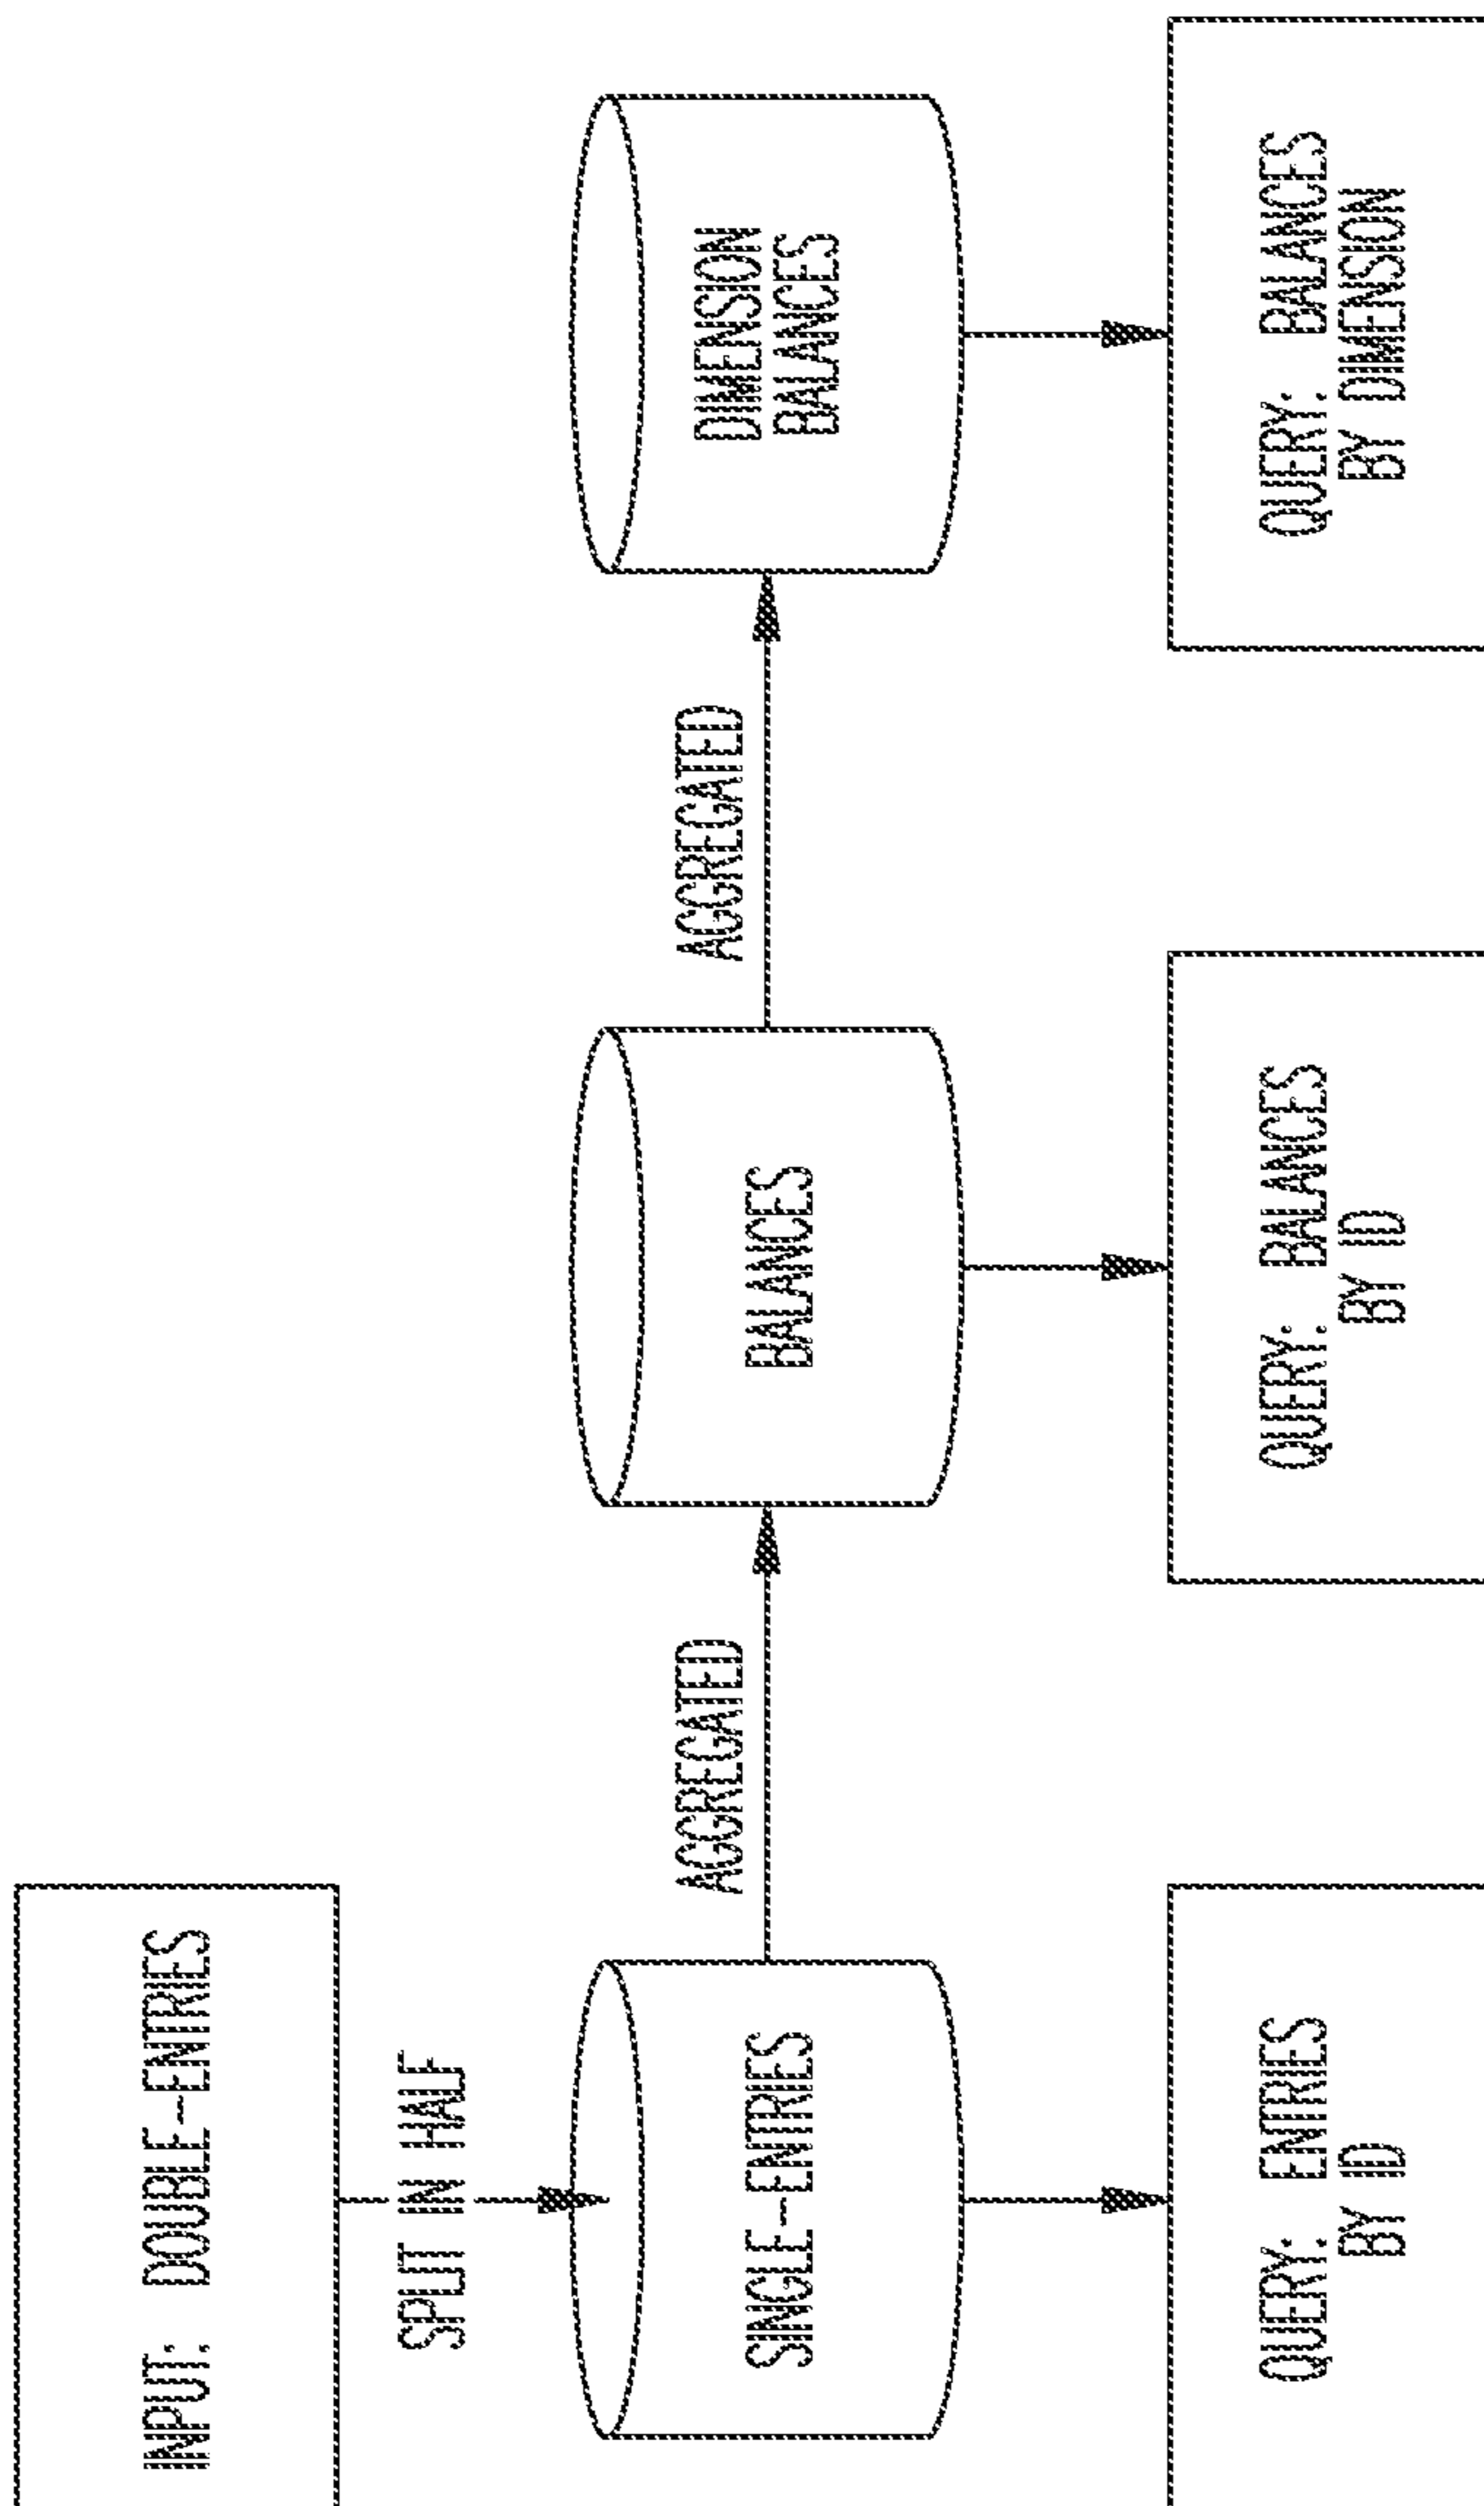 INPUT: DOUBLE-ENTRIES
SPLIT IN HALF
SINGLE-ENTRIES
AGGREGATED
BALANCES
AGGREGATED
DIMENSION
BALANCES
QUERY: ENTRIES
BY ID
QUERY: BALANCES
BY ID
QUERY: BALANCES
BY DIMENSION